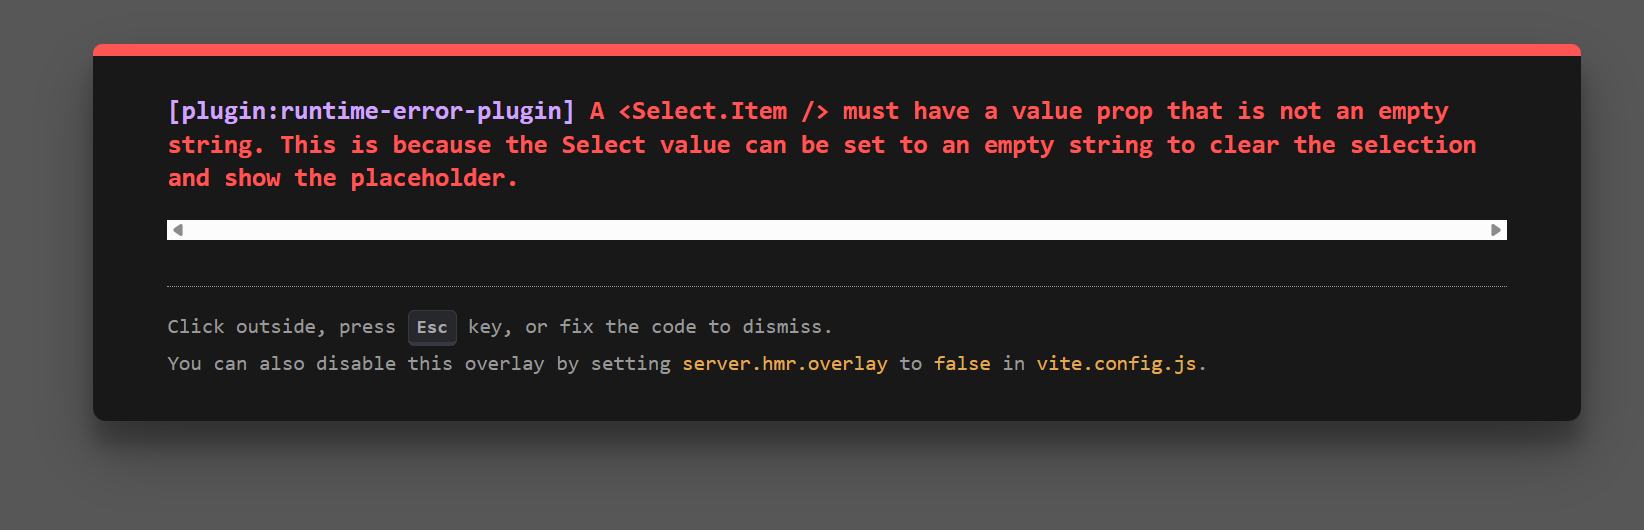 [plugin:runtime-error-plugin] A <Select.Item /> must have a value prop that is not an empty
string. This is because the Select value can be set to an empty string to clear the selection
and show the placeholder.
Click outside, press Esc key, or fix the code to dismiss.
You can also disable this overlay by setting server.hmr.overlay to false in vite.config.js.